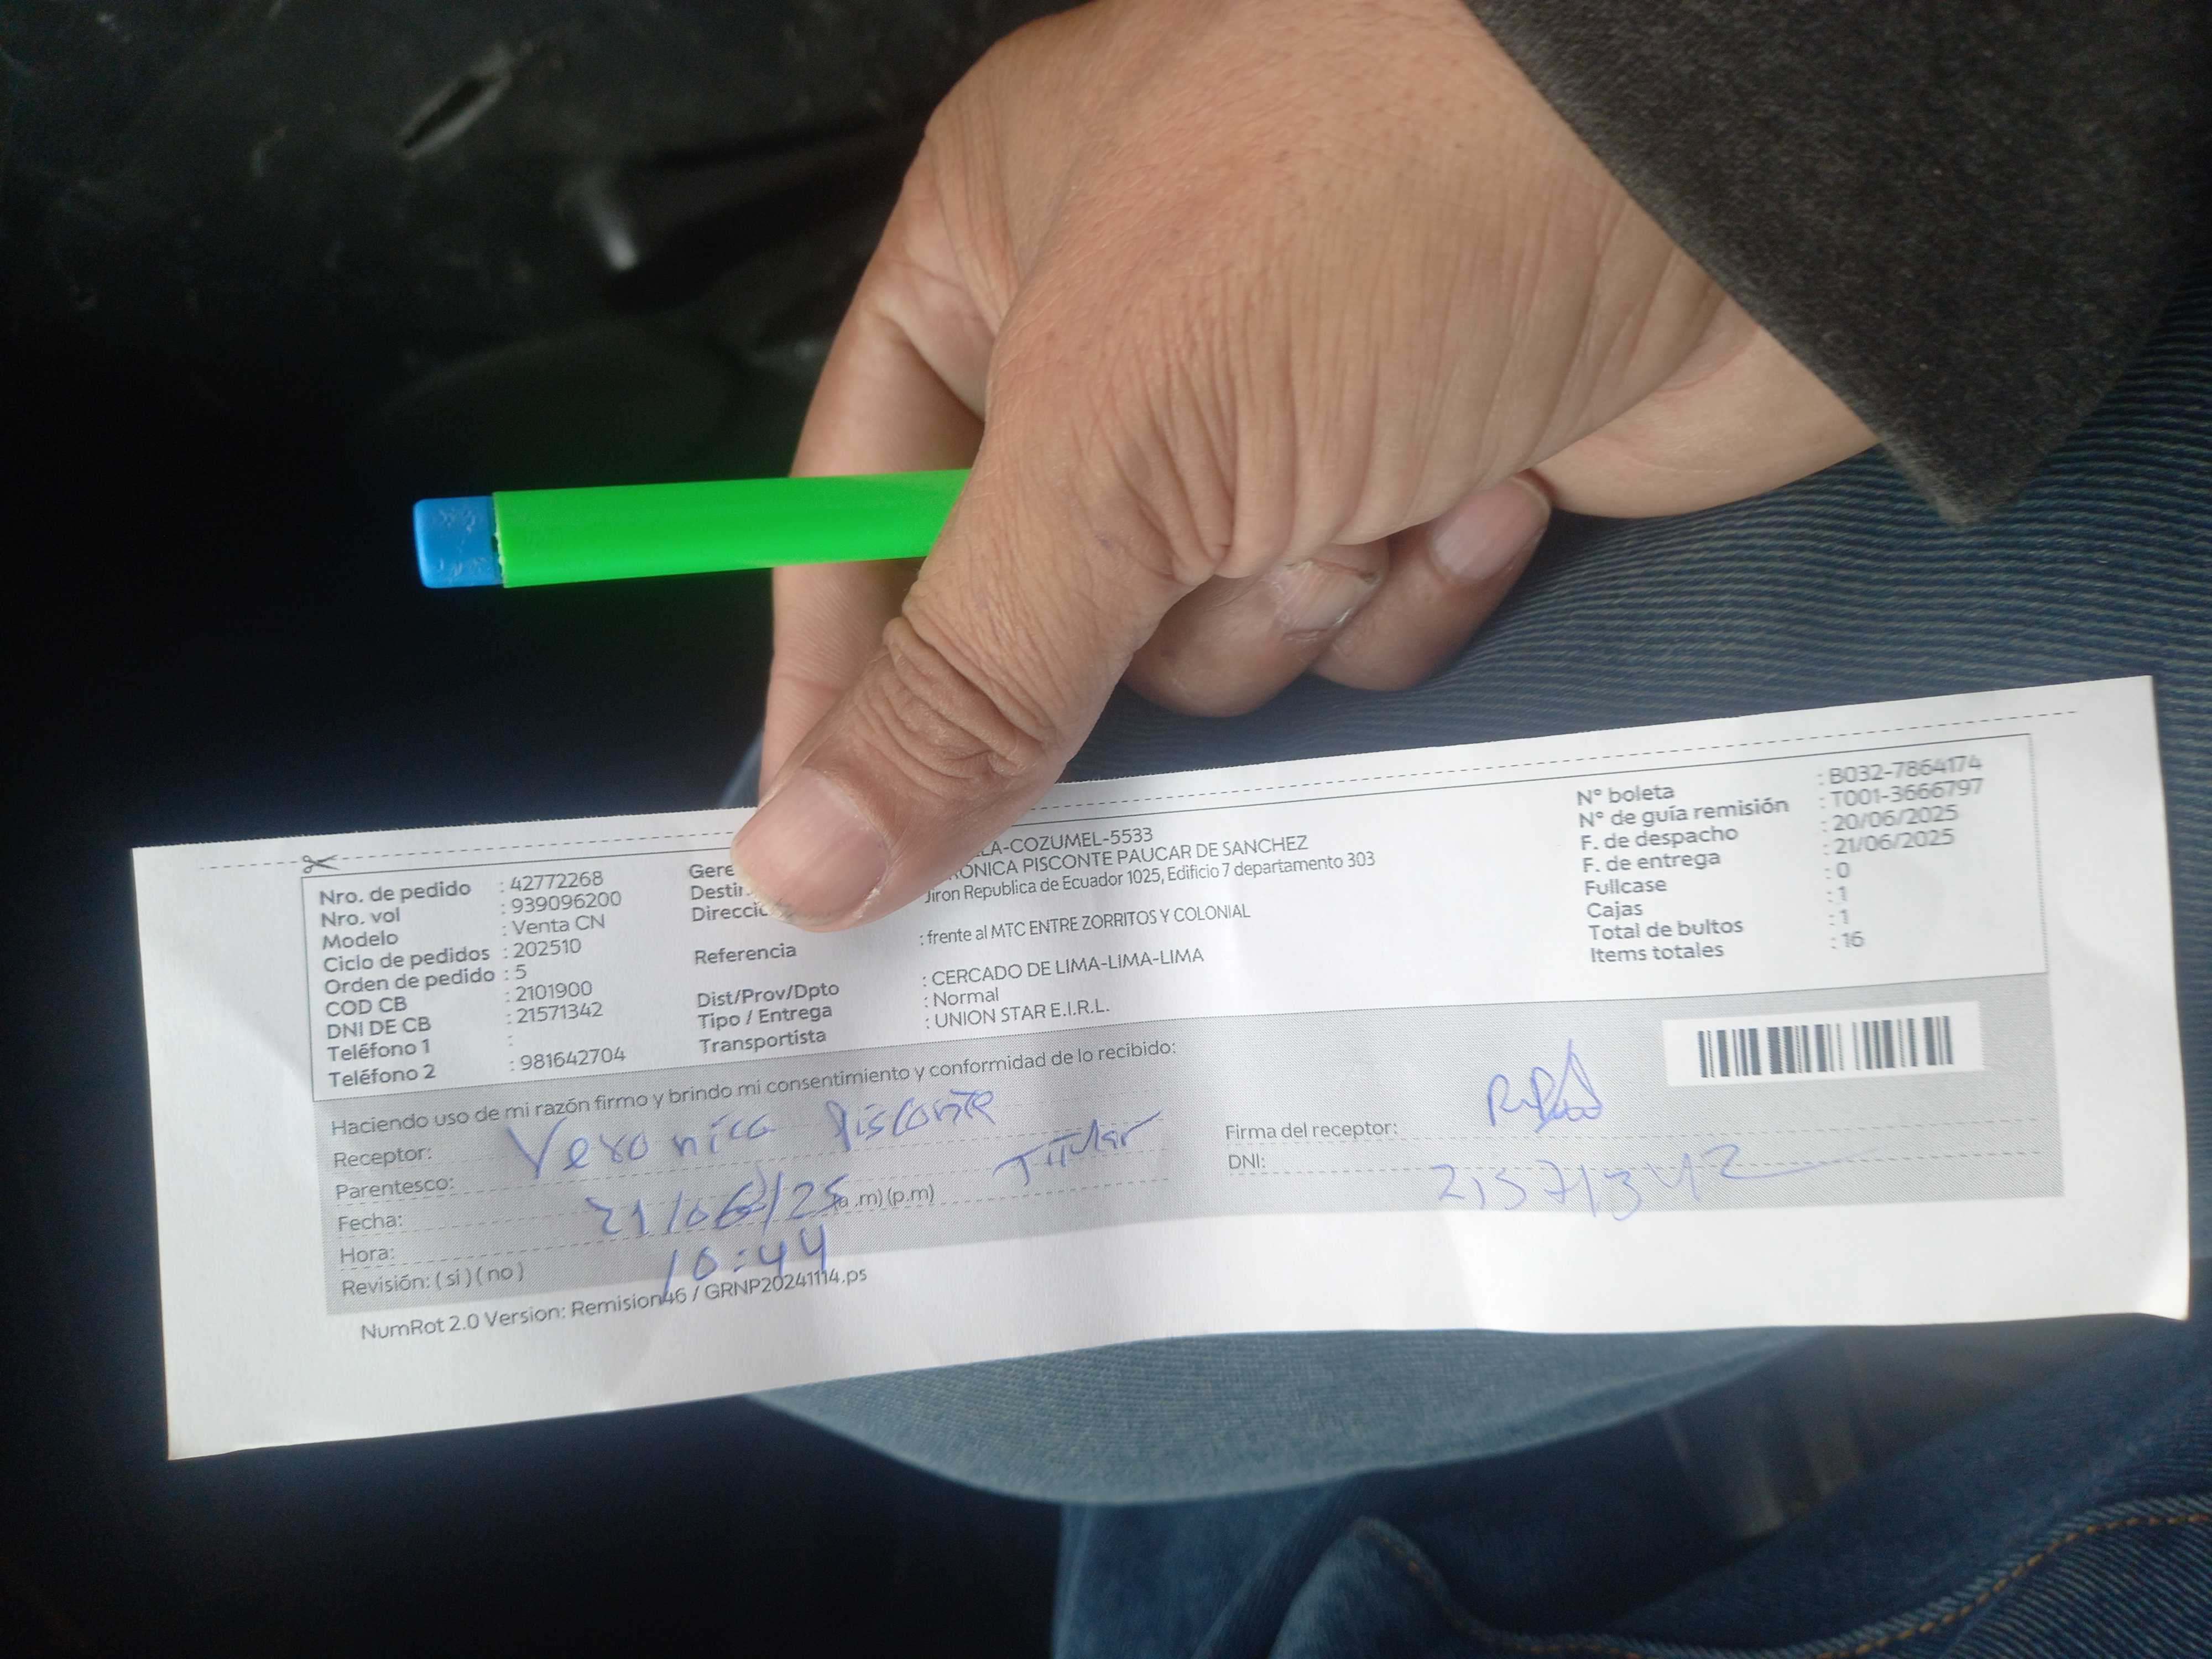 Nro. de pedido : 42772268
Nro. vol : 939096200
Modelo : Venta CN
Ciclo de pedidos : 202510
Orden de pedido : 5
COD CB : 2101900
DNI DE CB : 21571342
Teléfono 1 :
Teléfono 2 : 981642704
-COZUMEL-5533
PISCONTE PAUCAR DE SANCHEZ
Jiron Republica de Ecuador 1025, Edificio 7 departamento 303
Referencia : frente al MTC ENTRE ZORRITOS Y COLONIAL
Dist/Prov/Dpto : CERCADO DE LIMA-LIMA-LIMA
Tipo / Entrega : Normal
Transportista : UNION STAR E.I.R.L.
N° boleta : B032-7864174
N° de guía remisión : T001-3666797
F. de despacho : 20/06/2025
F. de entrega : 21/06/2025
Fullcase : 0
Cajas : 1
Total de bultos : 1
Items totales : 16
Haciendo uso de mi razón firmo y brindo mi consentimiento y conformidad de lo recibido:
Receptor: Veronica Pisconte
Parentesco: Titular
Fecha: 21/06/25
Hora: 10:44 (a.m) (p.m)
Revisión: ( si ) ( no )
Firma del receptor:
DNI: 21571342
NumRot 2.0 Version: Remision46 / GRNP20241114.ps